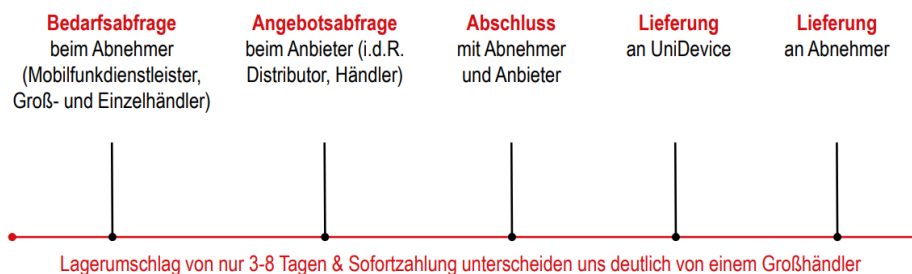 Bedarfsabfrage
beim Abnehmer
(Mobilfunkdienstleister,
Groß- und Einzelhändler)
Angebotsabfrage
beim Anbieter (i.d.R.
Distributor, Händler)
Abschluss
mit Abnehmer
und Anbieter
Lieferung
an UniDevice
Lieferung
an Abnehmer
Lagerumschlag von nur 3-8 Tagen & Sofortzahlung unterscheiden uns deutlich von einem Großhändler